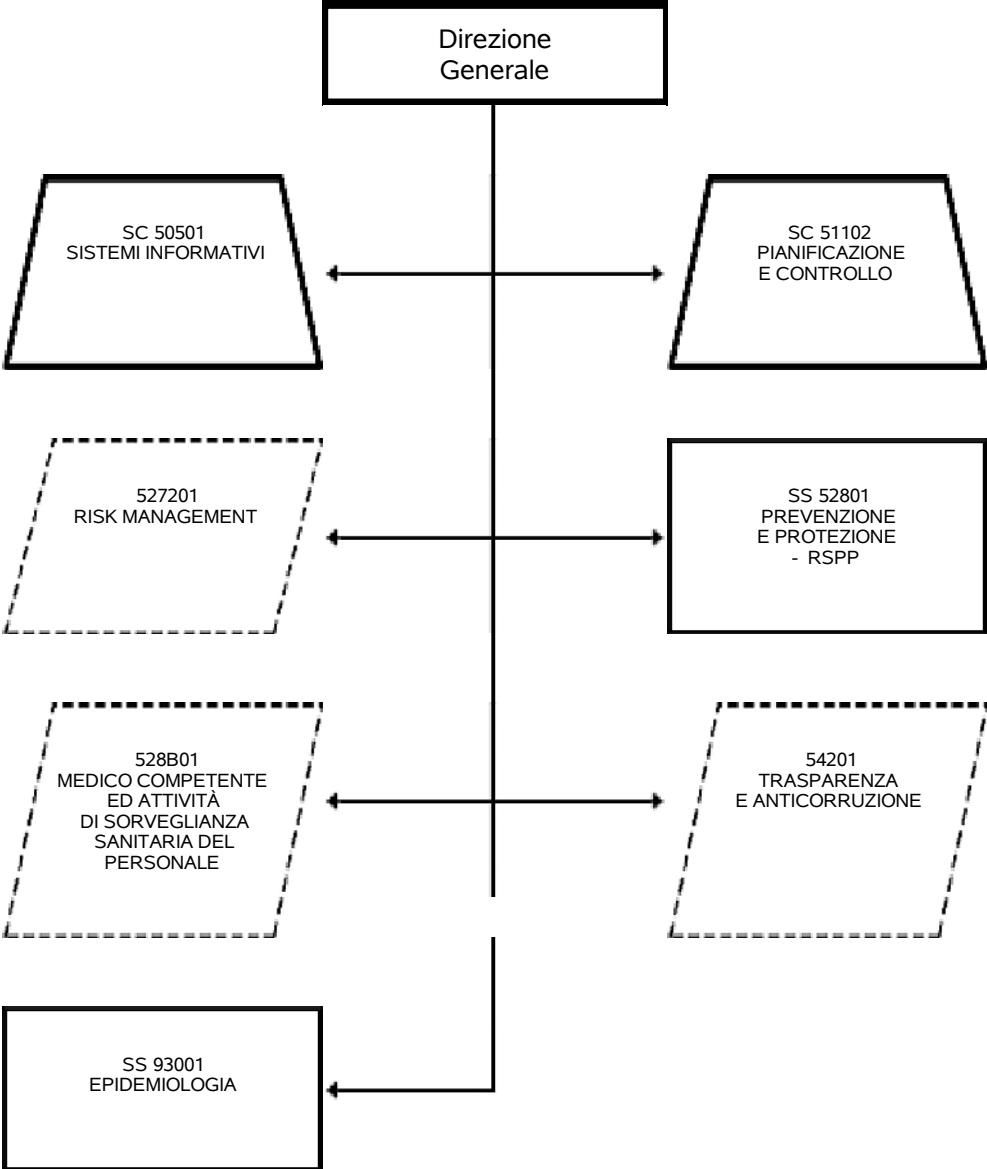 Direzione
Generale
SC 50501
SISTEMI INFORMATIVI
SC 51102
PIANIFICAZIONE
E CONTROLLO
527201
RISK MANAGEMENT
SS 52801
PREVENZIONE
E PROTEZIONE
- RSPP
528B01
MEDICO COMPETENTE
ED ATTIVITÀ
DI SORVEGLIANZA
SANITARIA DEL
PERSONALE
54201
TRASPARENZA
E ANTICORRUZIONE
SS 93001
EPIDEMIOLOGIA